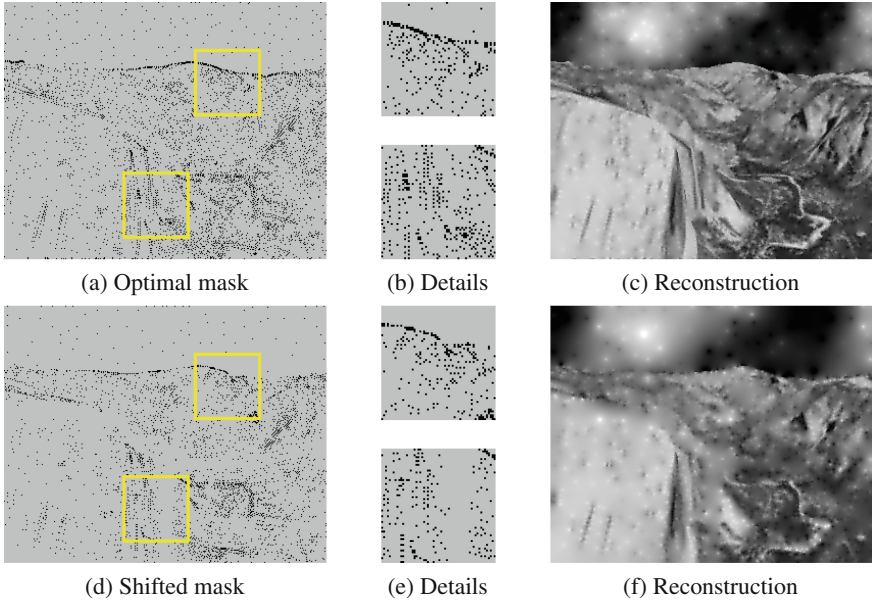 (a) Optimal mask
(b) Details
(c) Reconstruction
(d) Shifted mask
(e) Details
(f) Reconstruction